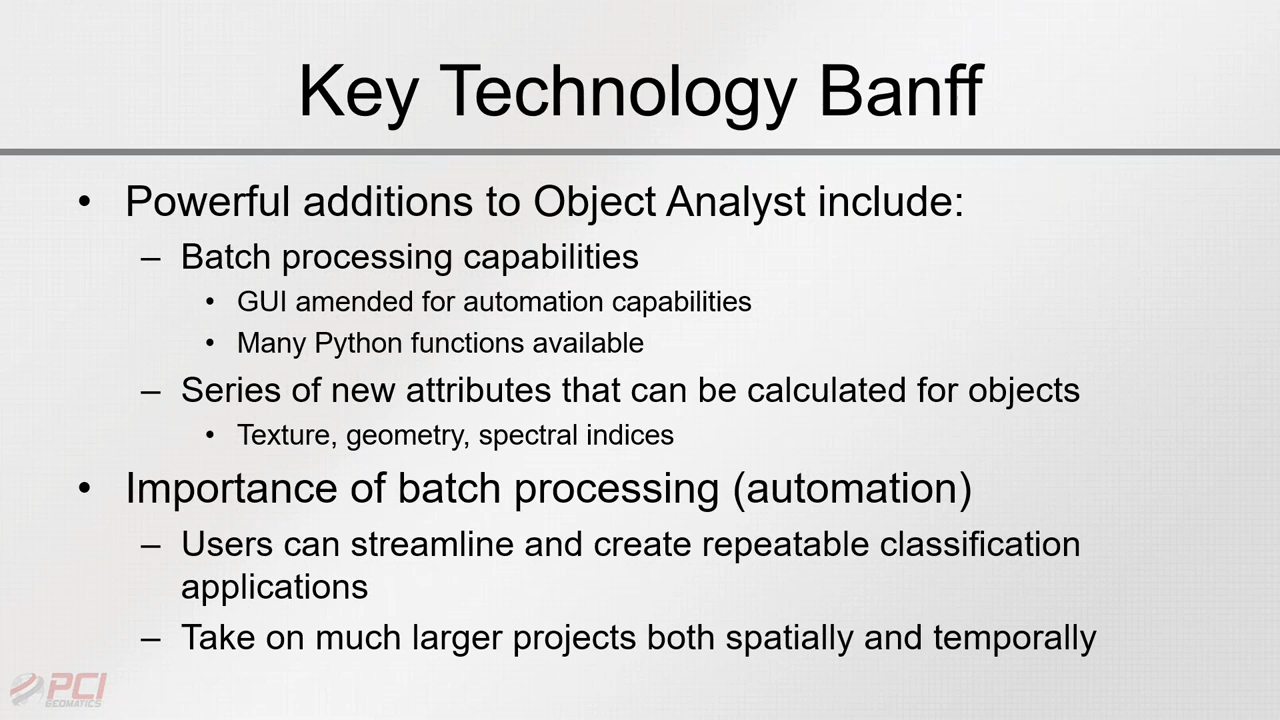 Key Technology Banff
• Powerful additions to Object Analyst include:
– Batch processing capabilities
• GUI amended for automation capabilities
• Many Python functions available
– Series of new attributes that can be calculated for objects
• Texture, geometry, spectral indices
• Importance of batch processing (automation)
– Users can streamline and create repeatable classification
applications
– Take on much larger projects both spatially and temporally
PCI
GEOMATICS